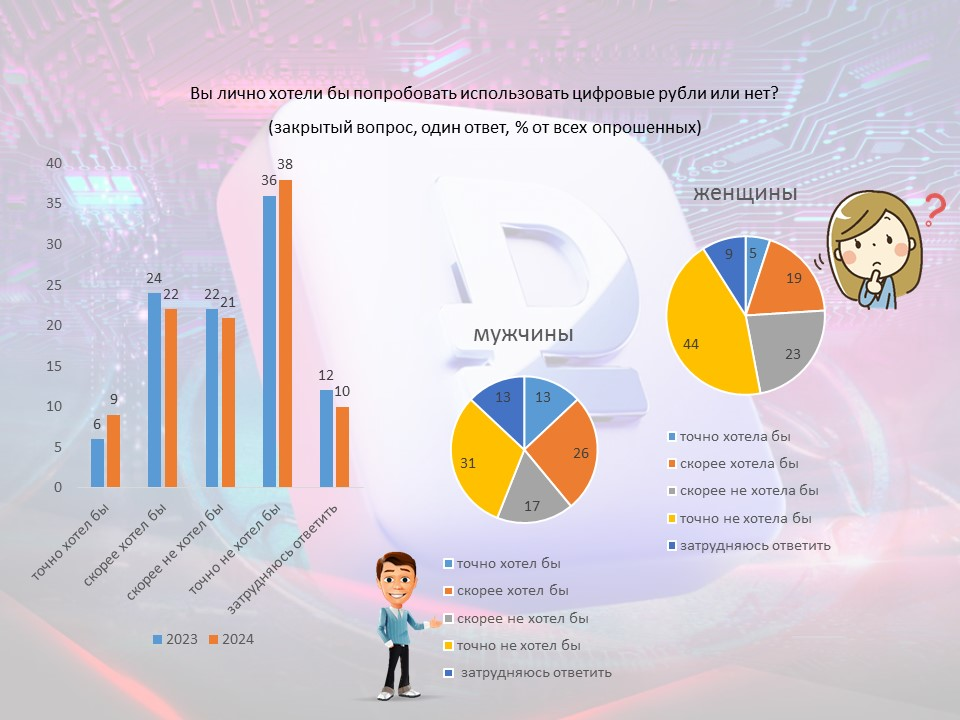 Вы лично хотели бы попробовать использовать цифровые рубли или нет?
(закрытый вопрос, один ответ, % от всех опрошенных)
40
35
30
25
20
15
10
5
0
6
9
24
22
22
21
36
38
12
10
точно хотел бы
скорее хотел бы
скорее не хотел бы
точно не хотел бы
затрудняюсь ответить
2023
2024
мужчины
13
26
17
31
13
точно хотел бы
скорее хотел бы
скорее не хотел бы
точно не хотел бы
затрудняюсь ответить
женщины
?
5
19
23
44
9
точно хотела бы
скорее хотела бы
скорее не хотела бы
точно не хотела бы
затрудняюсь ответить